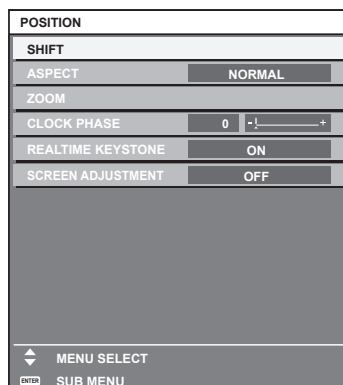 POSITION
SHIFT
ASPECT NORMAL
ZOOM
CLOCK PHASE 0 - +
REALTIME KEYSTONE ON
SCREEN ADJUSTMENT OFF
MENU SELECT
ENTER SUB MENU